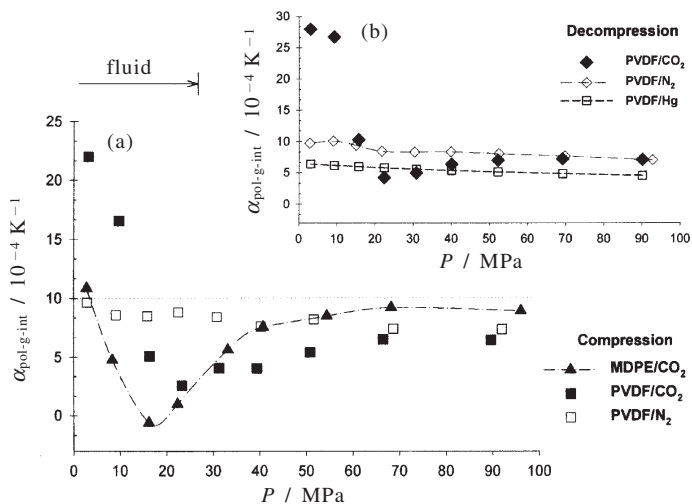 30
(b)
Decompression
25
PVDF/CO₂
20
PVDF/N₂
15
PVDF/Hg
10
5
0
α_pol-g-int / 10⁻⁴ K⁻¹
0 10 20 30 40 50 60 70 80 90 100
P / MPa
fluid
25
(a)
20
15
10
5
0
α_pol-g-int / 10⁻⁴ K⁻¹
Compression
MDPE/CO₂
PVDF/CO₂
PVDF/N₂
0 10 20 30 40 50 60 70 80 90 100
P / MPa